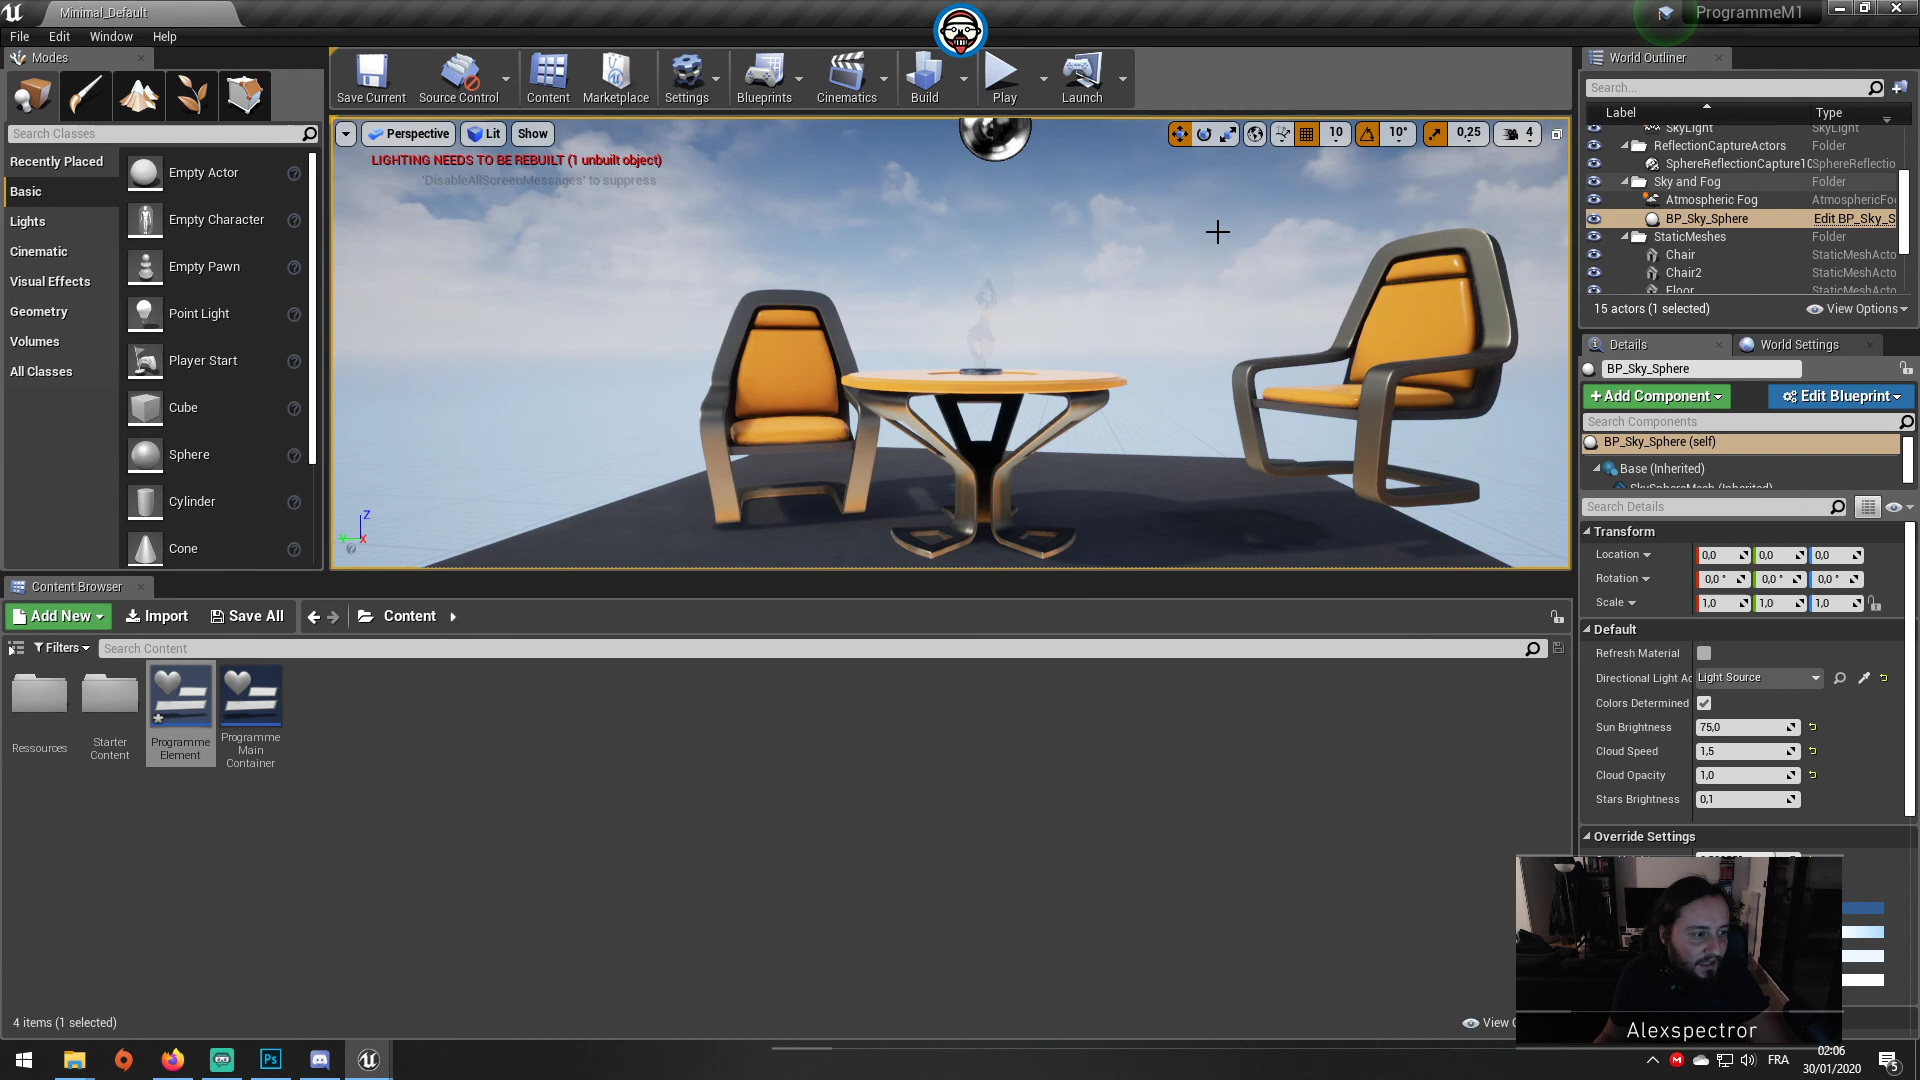 Minimal_Default
ProgrammeM1
File Edit Window Help
Modes
Search Classes
Recently Placed
Basic
Lights
Cinematic
Visual Effects
Geometry
Volumes
All Classes
Empty Actor
Empty Character
Empty Pawn
Point Light
Player Start
Cube
Sphere
Cylinder
Cone
Save Current Source Control Content Marketplace Settings Blueprints Cinematics Build Play Launch
Perspective Lit Show
10 10° 0,25 4
LIGHTING NEEDS TO BE REBUILT (1 unbuilt object)
'DisableAllScreenMessages' to suppress
Z
Y X
World Outliner
Search...
Label Type
SkyLight SkyLight
ReflectionCaptureActors Folder
SphereReflectionCapture10 SphereReflectio
Sky and Fog Folder
Atmospheric Fog AtmosphericFo
BP_Sky_Sphere Edit BP_Sky_S
StaticMeshes Folder
Chair StaticMeshActo
Chair2 StaticMeshActo
Floor StaticMeshActo
15 actors (1 selected) View Options
Details World Settings
BP_Sky_Sphere
+Add Component Edit Blueprint
Search Components
BP_Sky_Sphere (self)
Base (Inherited)
SkySphereMesh (Inherited)
Search Details
Transform
Location 0,0 0,0 0,0
Rotation 0,0 ° 0,0 ° 0,0 °
Scale 1,0 1,0 1,0
Default
Refresh Material
Directional Light Ac Light Source
Colors Determined
Sun Brightness 75,0
Cloud Speed 1,5
Cloud Opacity 1,0
Stars Brightness 0,1
Override Settings
Content Browser
Add New Import Save All Content
Filters Search Content
Ressources
Starter Content
Programme Element
Programme Main Container
4 items (1 selected)
View O
Alexspectror
Ps
FRA
02:06
30/01/2020
5